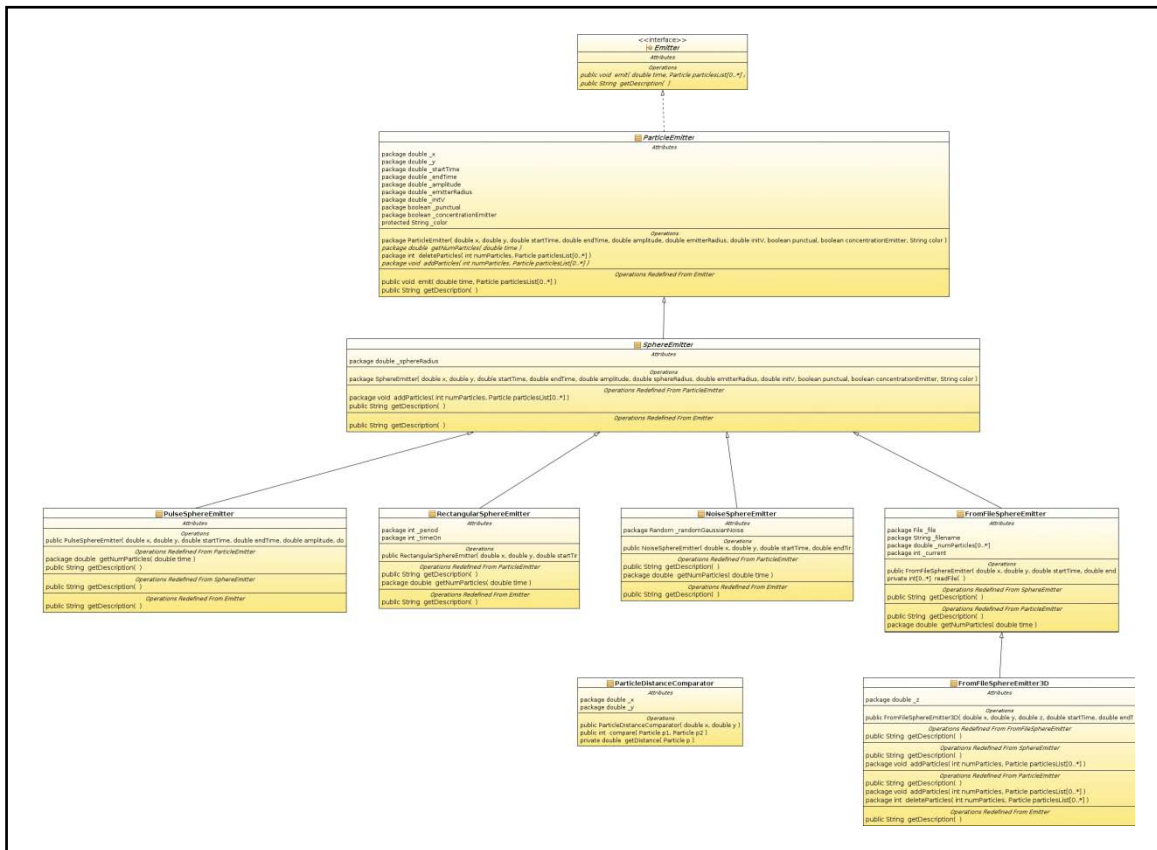 <<interface>>
Emitter
Attributes
Operations
public void emit( double time, Particle particlesList[0..*] )
public String getDescription( )
ParticleEmitter
Attributes
package double _x
package double _y
package double _startTime
package double _endTime
package double _amplitude
package double _emitterRadius
package double _initV
package boolean _punctual
package boolean _concentrationEmitter
protected String _color
Operations
package ParticleEmitter( double x, double y, double startTime, double endTime, double amplitude, double emitterRadius, double initV, boolean punctual, boolean concentrationEmitter, String color )
package double getNumParticles( double time )
package int deleteParticles( int numParticles, Particle particlesList[0..*] )
package void addParticles( int numParticles, Particle particlesList[0..*] )
Operations Redefined From Emitter
public void emit( double time, Particle particlesList[0..*] )
public String getDescription( )
SphereEmitter
Attributes
package double _sphereRadius
Operations
package SphereEmitter( double x, double y, double startTime, double endTime, double amplitude, double sphereRadius, double emitterRadius, double initV, boolean punctual, boolean concentrationEmitter, String color )
Operations Redefined From ParticleEmitter
package void addParticles( int numParticles, Particle particlesList[0..*] )
public String getDescription( )
Operations Redefined From Emitter
public String getDescription( )
PulseSphereEmitter
Attributes
Operations
public PulseSphereEmitter( double x, double y, double startTime, double endTime, double amplitude, do
Operations Redefined From ParticleEmitter
package double getNumParticles( double time )
public String getDescription( )
Operations Redefined From SphereEmitter
public String getDescription( )
Operations Redefined From Emitter
public String getDescription( )
RectangularSphereEmitter
Attributes
package int _period
package int _timeOn
Operations
public RectangularSphereEmitter( double x, double y, double startTir
Operations Redefined From ParticleEmitter
public String getDescription( )
package double getNumParticles( double time )
Operations Redefined From Emitter
public String getDescription( )
NoiseSphereEmitter
Attributes
package Random _randomGaussianNoise
Operations
public NoiseSphereEmitter( double x, double y, double startTime, double endTir
Operations Redefined From ParticleEmitter
public String getDescription( )
package double getNumParticles( double time )
Operations Redefined From Emitter
public String getDescription( )
FromFileSphereEmitter
Attributes
package File _file
package String _filename
package double _numParticles[0..*]
package int _current
Operations
public FromFileSphereEmitter( double x, double y, double startTime, double end
private int[0..*] readFile( )
Operations Redefined From SphereEmitter
public String getDescription( )
Operations Redefined From ParticleEmitter
public String getDescription( )
package double getNumParticles( double time )
ParticleDistanceComparator
Attributes
package double _x
package double _y
Operations
public ParticleDistanceComparator( double x, double y )
public int compare( Particle p1, Particle p2 )
private double getDistance( Particle p )
FromFileSphereEmitter3D
Attributes
package double _z
Operations
public FromFileSphereEmitter3D( double x, double y, double z, double startTime, double endT
Operations Redefined From FromFileSphereEmitter
public String getDescription( )
Operations Redefined From SphereEmitter
public String getDescription( )
package void addParticles( int numParticles, Particle particlesList[0..*] )
Operations Redefined From ParticleEmitter
public String getDescription( )
package void addParticles( int numParticles, Particle particlesList[0..*] )
package int deleteParticles( int numParticles, Particle particlesList[0..*] )
Operations Redefined From Emitter
public String getDescription( )